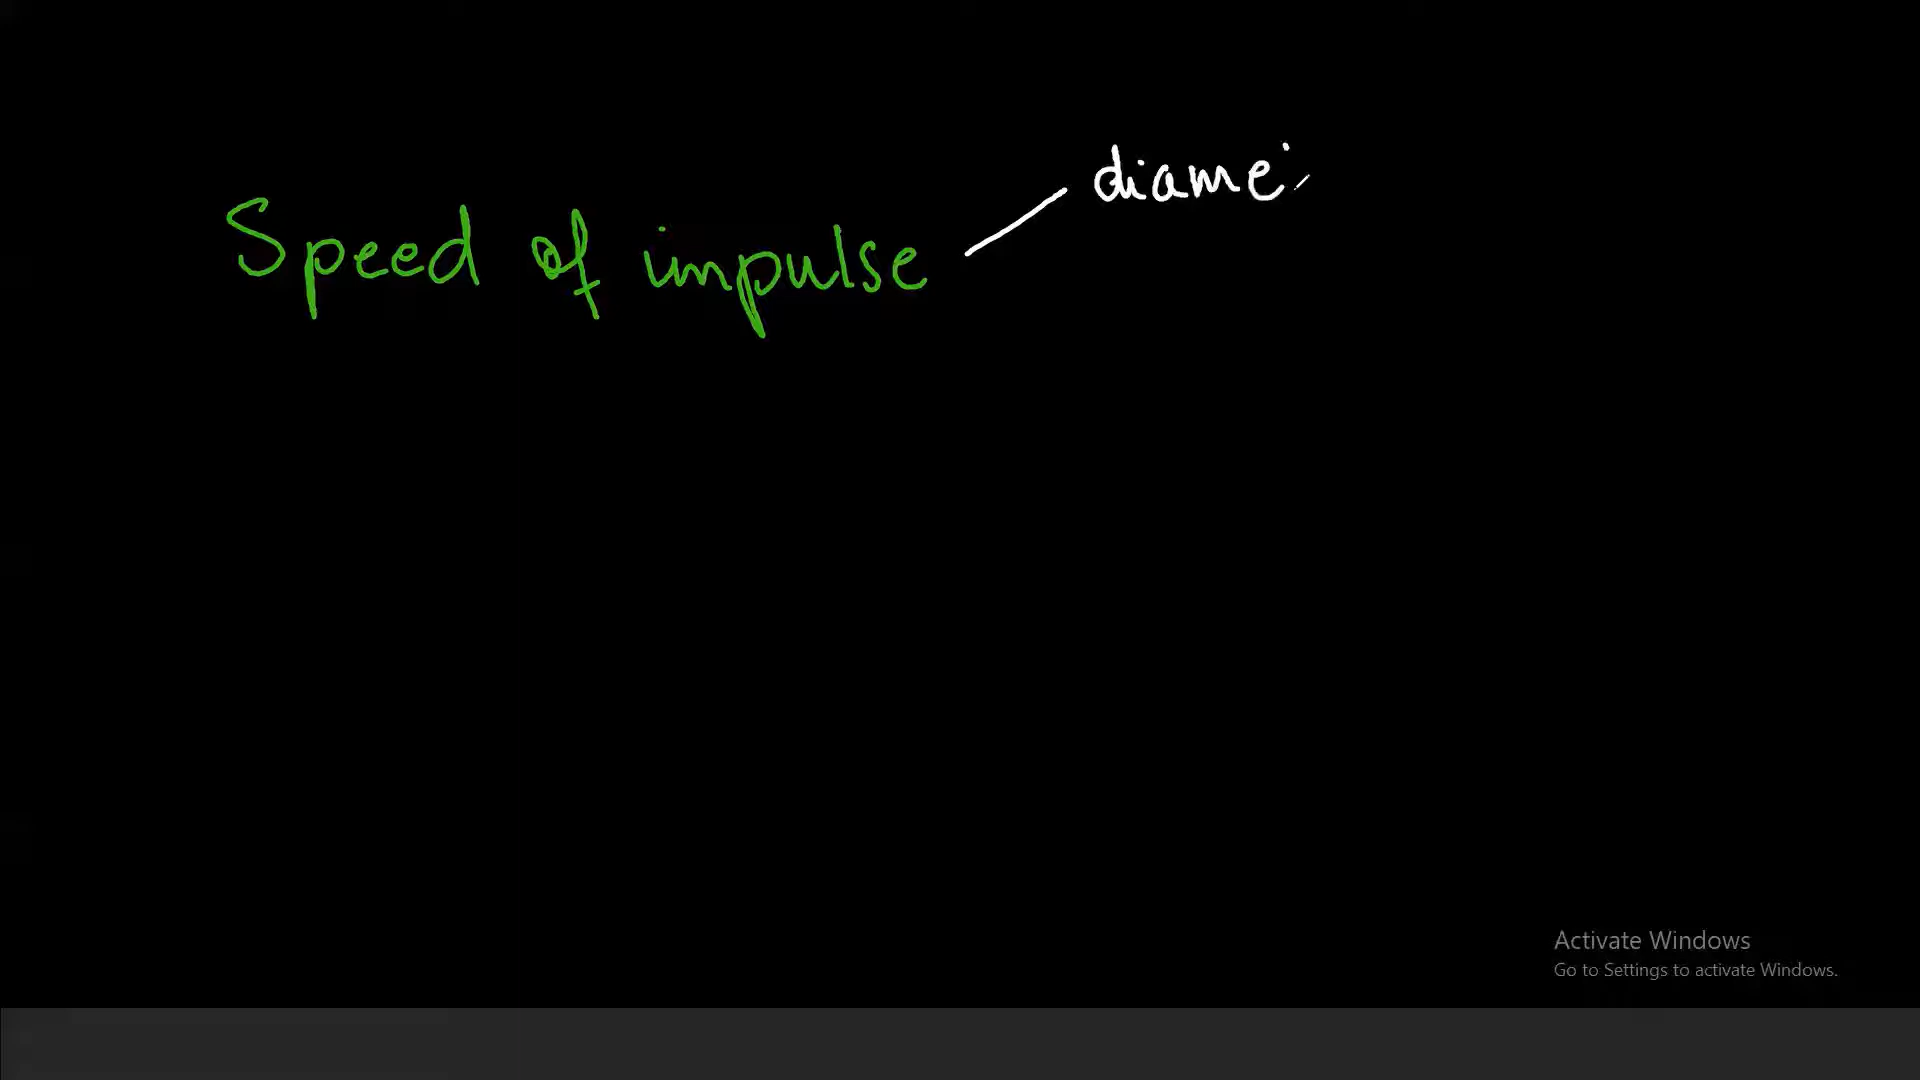 diame
Speed of impulse
Activate Windows
Go to Settings to activate Windows.